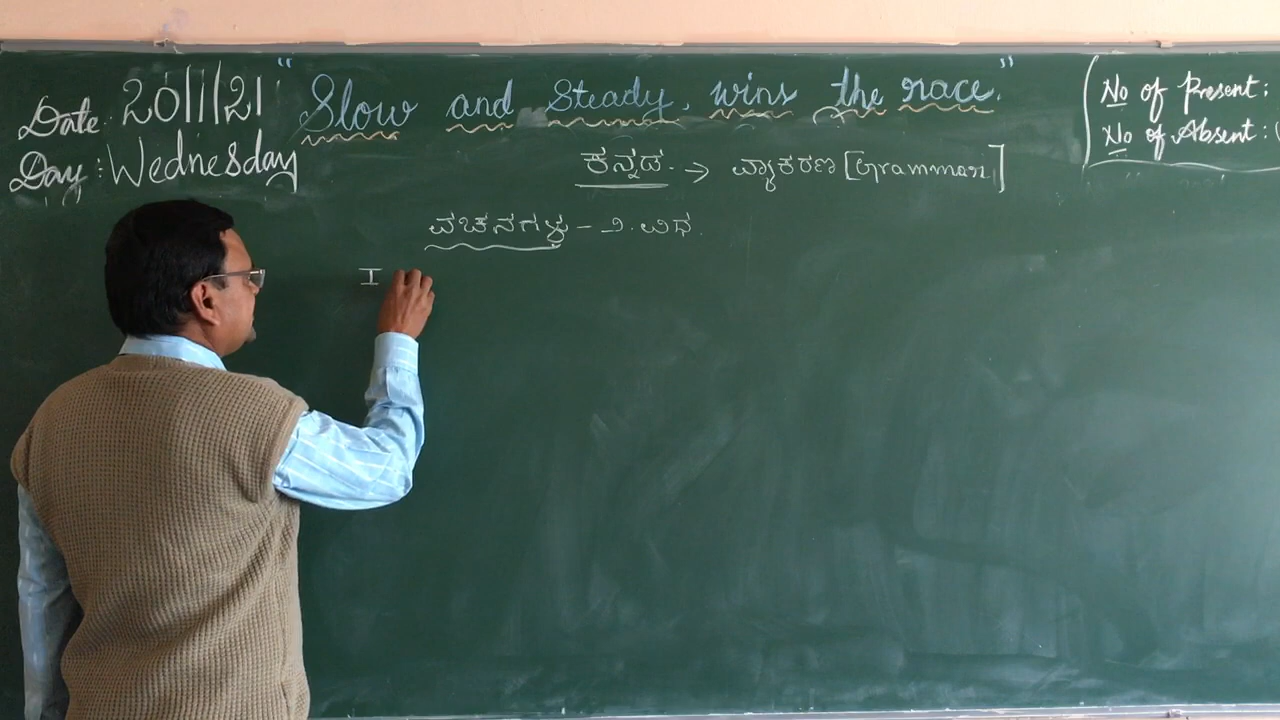 Date 20/1/21 " Slow and Steady, wins the race."
Day : Wednesday
No of Present :
No of Absent : (
ಕನ್ನಡ. → ವ್ಯಾಕರಣ [Grammar]
ವಚನಗಳು - ೨. ವಿಧ.
I